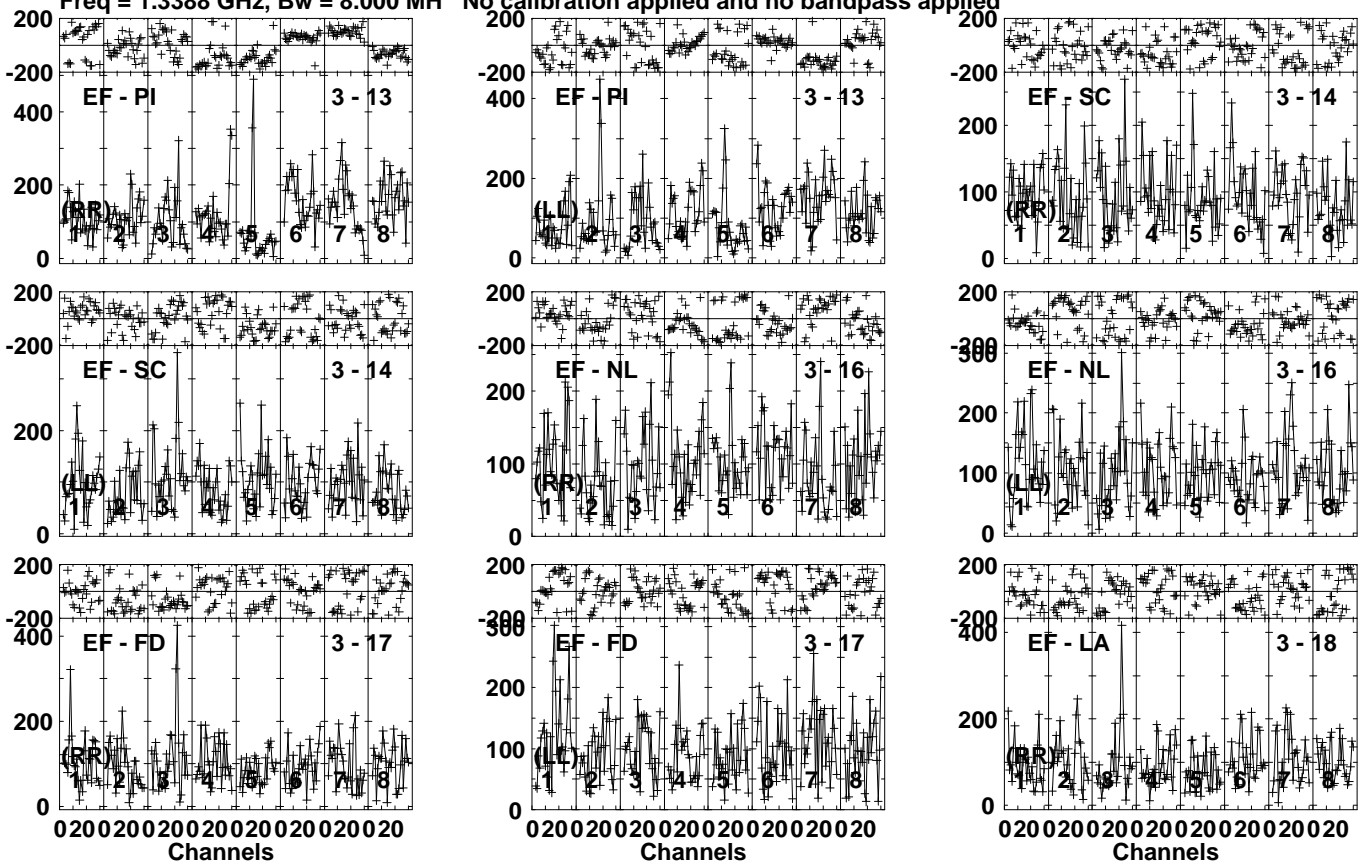 Freq = 1.3388 GHz, Bw = 8.000 MH   No calibration applied and no bandpass applied
200
-200
400
200
0
EF - PI 3 - 13
(RR)
1 2 3 4 5 6 7 8
200
-200
400
200
0
EF - PI 3 - 13
(LL)
1 2 3 4 5 6 7 8
200
-200
200
100
0
EF - SC 3 - 14
(RR)
1 2 3 4 5 6 7 8
200
-200
200
0
EF - SC 3 - 14
(LL)
1 2 3 4 5 6 7 8
200
-200
200
100
0
EF - NL 3 - 16
(RR)
1 2 3 4 5 6 7 8
200
-200
300
200
100
0
EF - NL 3 - 16
(LL)
1 2 3 4 5 6 7 8
200
-200
400
200
0
EF - FD 3 - 17
(RR)
1 2 3 4 5 6 7 8
200
-200
300
200
100
0
EF - FD 3 - 17
(LL)
1 2 3 4 5 6 7 8
200
-200
400
200
0
EF - LA 3 - 18
(RR)
1 2 3 4 5 6 7 8
0 20 0 20 0 20 0 20 0 20 0 20 0 20 0 20
Channels
0 20 0 20 0 20 0 20 0 20 0 20 0 20 0 20
Channels
0 20 0 20 0 20 0 20 0 20 0 20 0 20 0 20
Channels